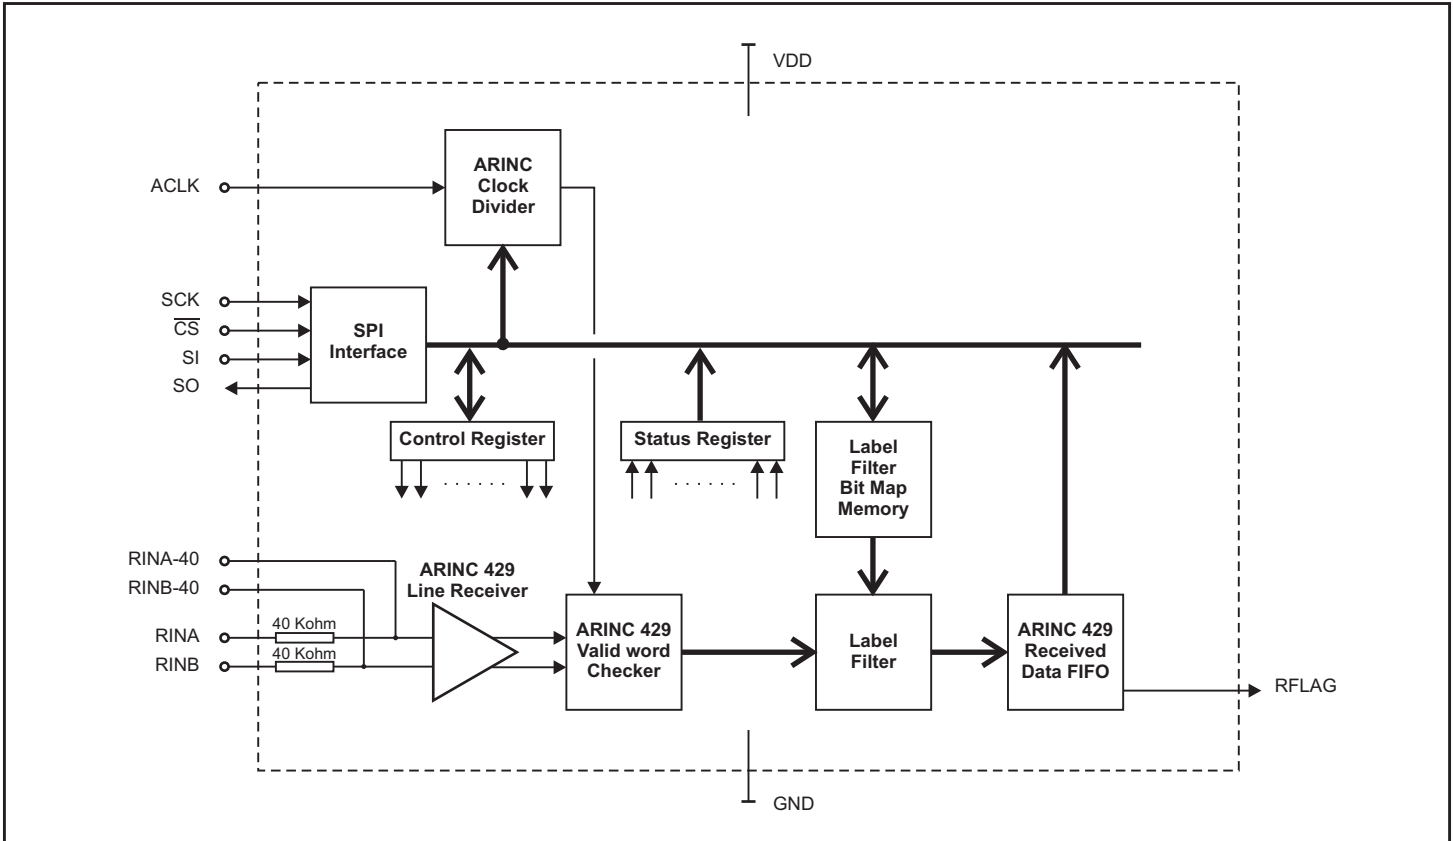 VDD
ARINC
Clock
Divider
ACLK
SCK
CS
SI
SO
SPI
Interface
Control Register
. . . . . .
Status Register
. . . . . .
Label
Filter
Bit Map
Memory
RINA-40
RINB-40
RINA
RINB
40 Kohm
40 Kohm
ARINC 429
Line Receiver
ARINC 429
Valid word
Checker
Label
Filter
ARINC 429
Received
Data FIFO
RFLAG
GND